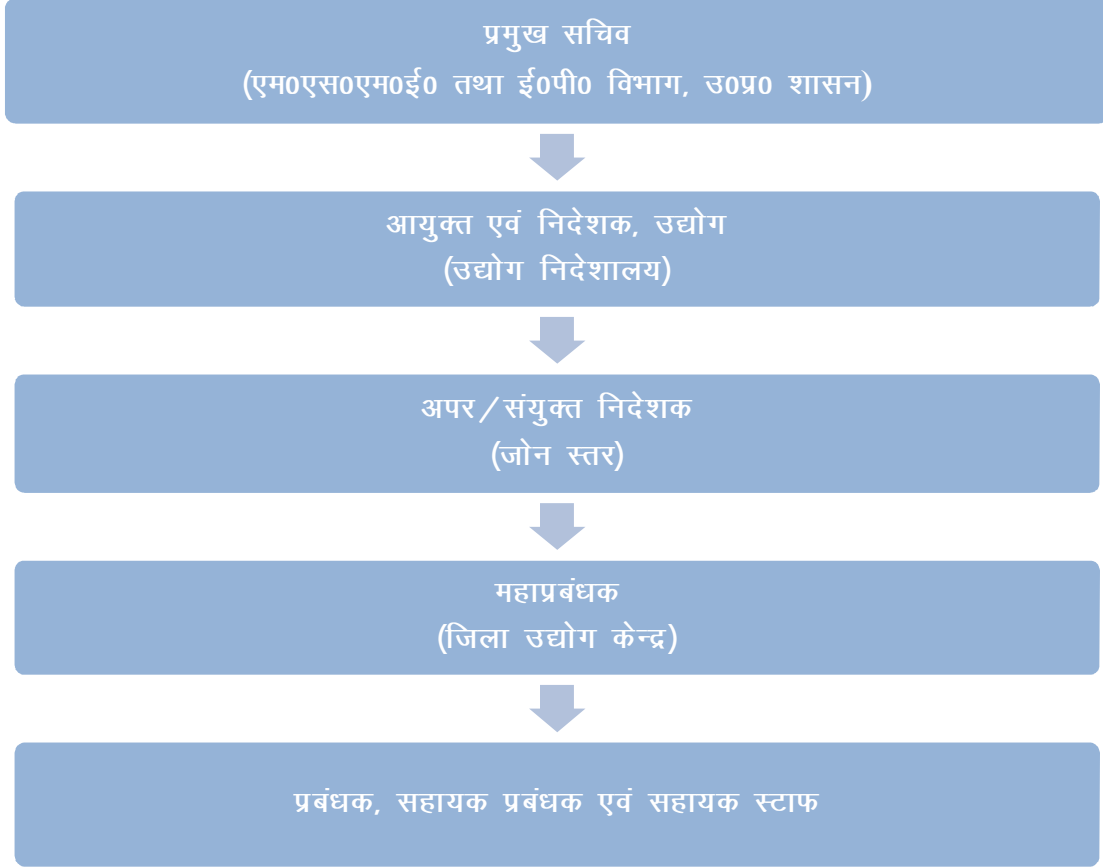 प्रमुख सचिव
(एम0एस0एम0ई0 तथा ई0पी0 विभाग, उ0प्र0 शासन)
आयुक्त एवं निदेशक, उद्योग
(उद्योग निदेशालय)
अपर/संयुक्त निदेशक
(जोन स्तर)
महाप्रबंधक
(जिला उद्योग केन्द्र)
प्रबंधक, सहायक प्रबंधक एवं सहायक स्टाफ